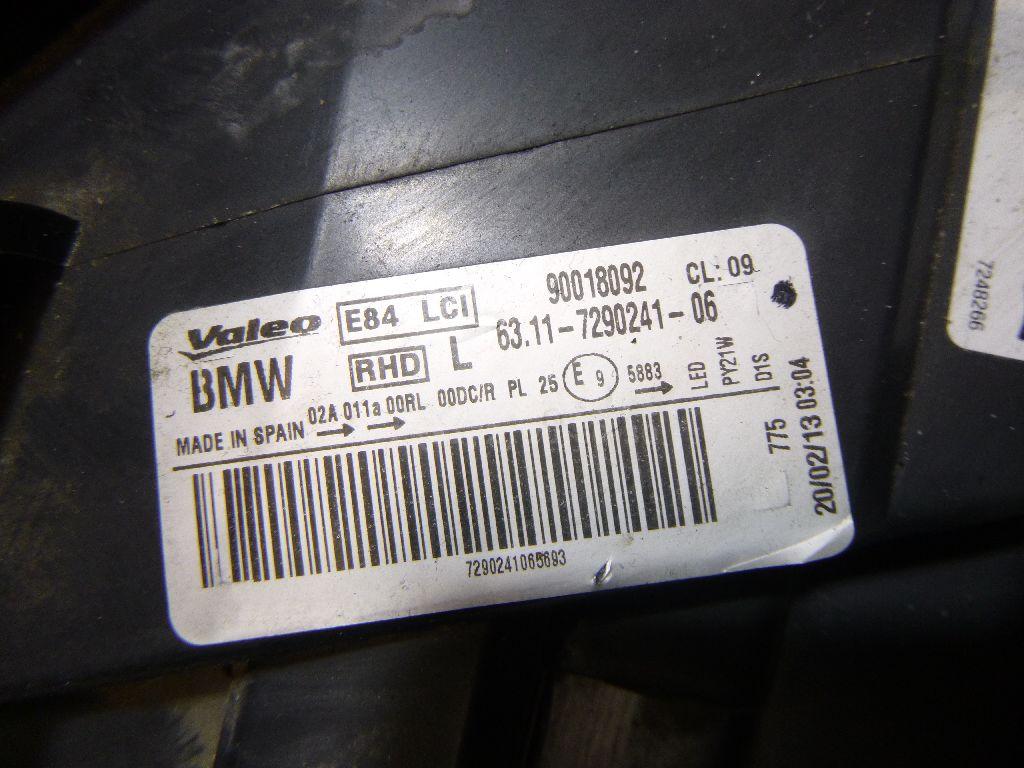 Valeo E84 LCI 90018092 CL: 09
BMW RHD L 63.11-7290241-06
MADE IN SPAIN 02A 011a 00RL 00DC/R PL 25 E 9 5883 LED PY21W D1S
775
20/02/13 03:04
7290241065693
7248266